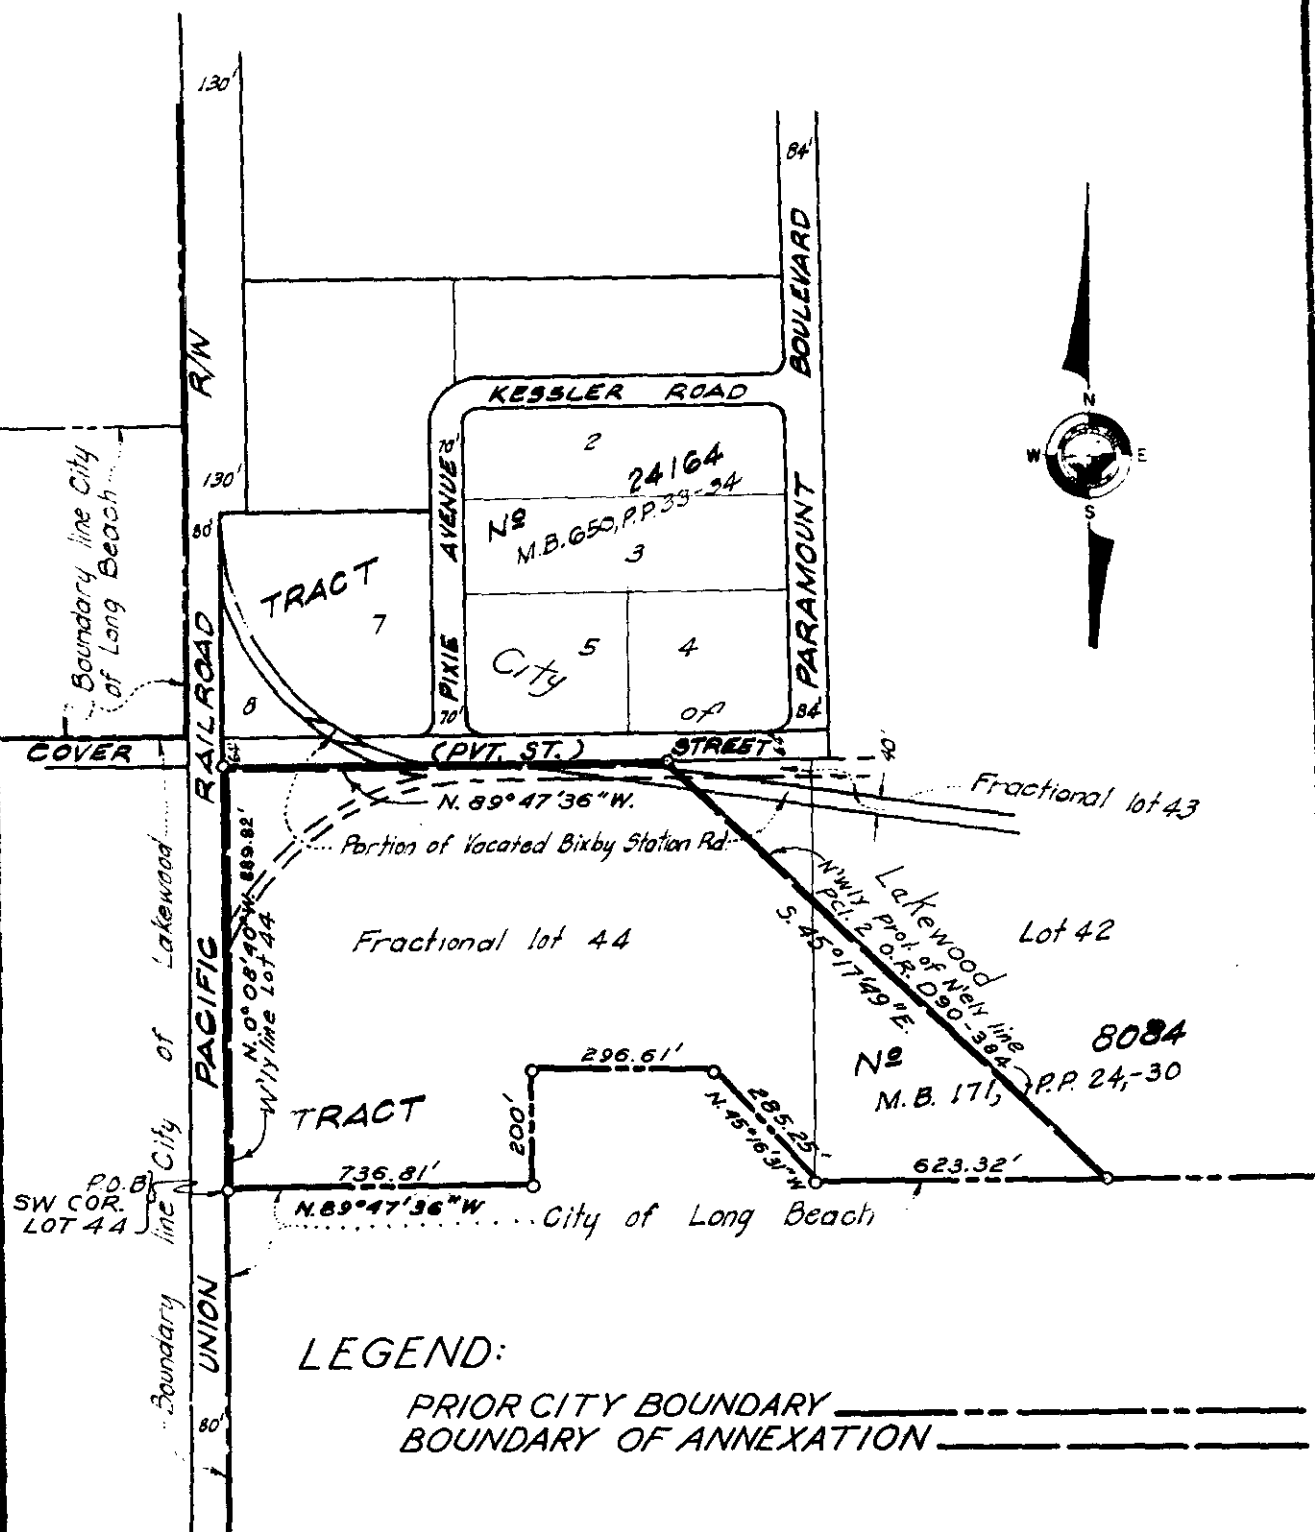 130'
84'
BOULEVARD
R/W
N
W E
S
KESSLER ROAD
70'
2
24164
130'
Nº
M.B. 650, P.P. 33-34
3
80'
AVENUE
Boundary line City
of Long Beach
TRACT
7
PARAMOUNT
RAILROAD
PIXIE
City 5 4
8
70'
of
84'
COVER
64'
(PVT. ST.)
STREET
40'
N. 89°47'36"W.
Fractional lot 43
Portion of Vacated Bixby Station Rd.
N. 0°08'40"W. 889.82'
W'ly line Lot 44
Fractional lot 44
Lakewood
N'wly prol. of N'ely line
Pcl. 2 O.R. D90-384
S. 45°17'49"E.
Lot 42
PACIFIC
8084
Nº
M.B. 171, P.P. 24,-30
296.61'
TRACT
200'
285.25'
N. 45°16'31"W
736.81'
623.32'
P.O.B.
SW COR.
LOT 44
N.89°47'36"W
City of Long Beach
Boundary line City of Lakewood
UNION
80'
LEGEND:
PRIOR CITY BOUNDARY
BOUNDARY OF ANNEXATION